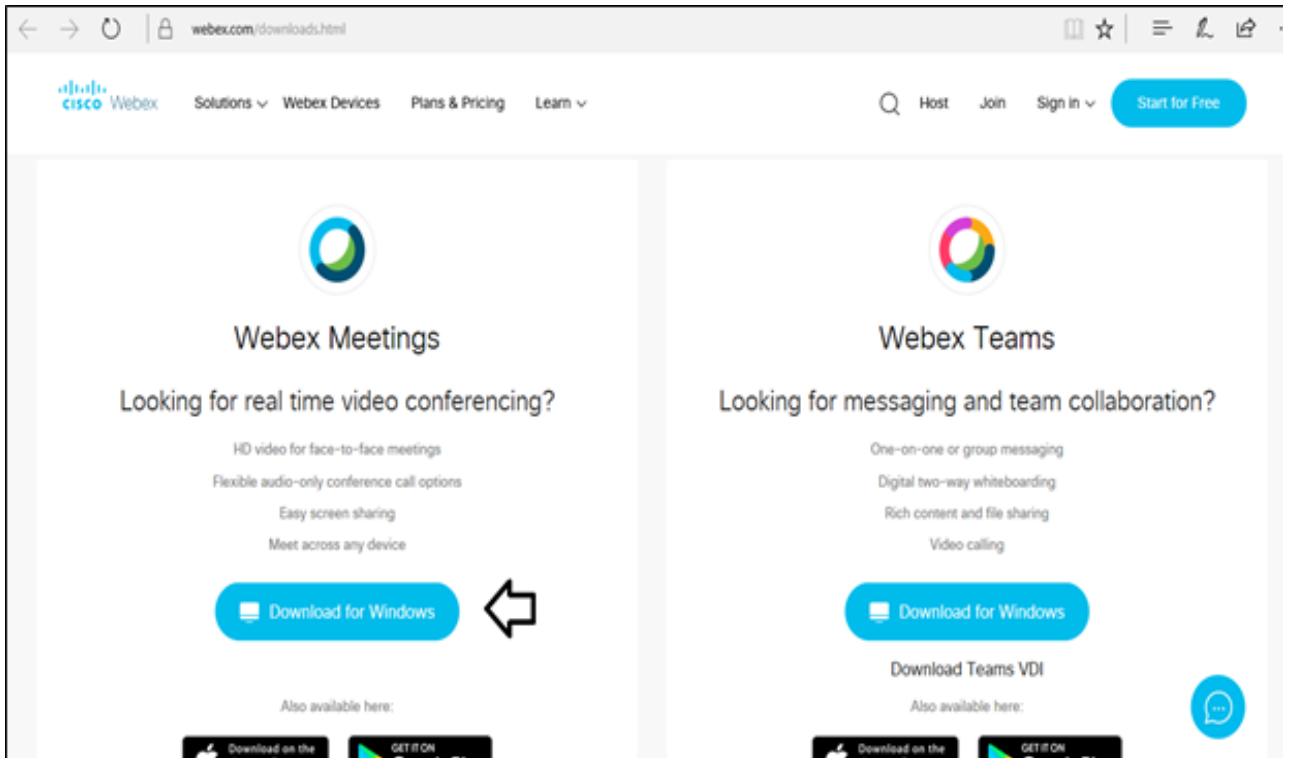 webex.com/downloads.html
CISCO Webex Solutions Webex Devices Plans & Pricing Learn Host Join Sign in Start for Free
Webex Meetings
Looking for real time video conferencing?
HD video for face-to-face meetings
Flexible audio-only conference call options
Easy screen sharing
Meet across any device
Download for Windows
Also available here:
Download on the
GET IT ON
Webex Teams
Looking for messaging and team collaboration?
One-on-one or group messaging
Digital two-way whiteboarding
Rich content and file sharing
Video calling
Download for Windows
Download Teams VDI
Also available here:
Download on the
GET IT ON